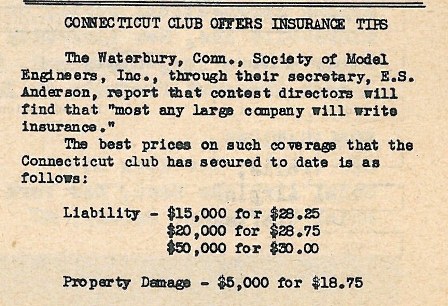 CONNECTICUT CLUB OFFERS INSURANCE TIPS
The Waterbury, Conn., Society of Model
Engineers, Inc., through their secretary, E.S.
Anderson, report that contest directors will
find that "most any large company will write
insurance."
The best prices on such coverage that the
Connecticut club has secured to date is as
follows:
Liability - $15,000 for $28.25
$20,000 for $28.75
$50,000 for $30.00
Property Damage - $5,000 for $18.75